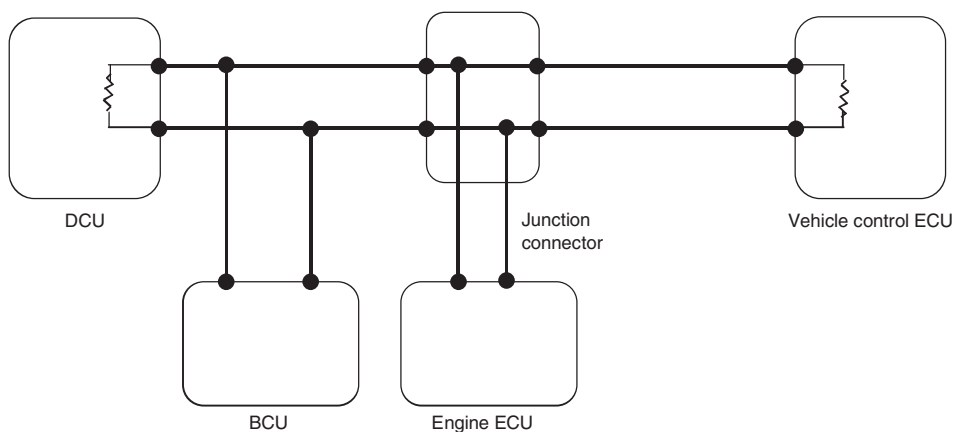 DCU
Junction
connector
Vehicle control ECU
BCU
Engine ECU